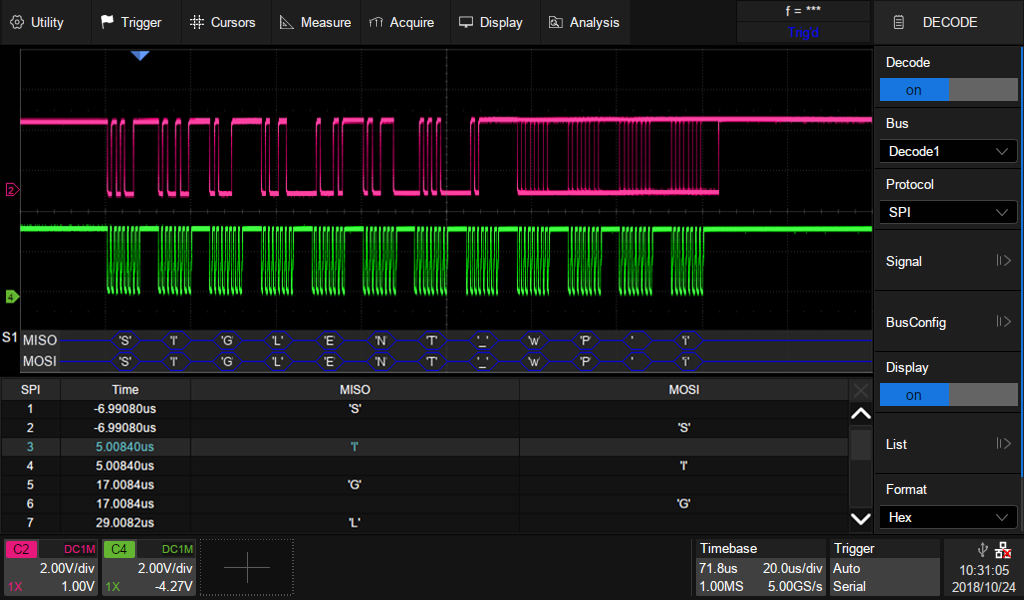 Utility Trigger Cursors Measure Acquire Display Analysis f = *** DECODE
Trig'd
Decode
on
Bus
Decode1
Protocol
SPI
Signal
BusConfig
Display
on
List
Format
Hex
2
4
S1 MISO 'S' 'I' 'G' 'L' 'E' 'N' 'T' '_' 'w' 'P' ' ' 'i'
MOSI 'S' 'I' 'G' 'L' 'E' 'N' 'T' '_' 'w' 'P' ' ' 'i'
SPI Time MISO MOSI
1 -6.99080us 'S'
2 -6.99080us 'S'
3 5.00840us 'I'
4 5.00840us 'I'
5 17.0084us 'G'
6 17.0084us 'G'
7 29.0082us 'L'
C2 DC1M C4 DC1M Timebase Trigger
2.00V/div 2.00V/div 71.8us 20.0us/div Auto 10:31:05
1X 1.00V 1X -4.27V 1.00MS 5.00GS/s Serial 2018/10/24